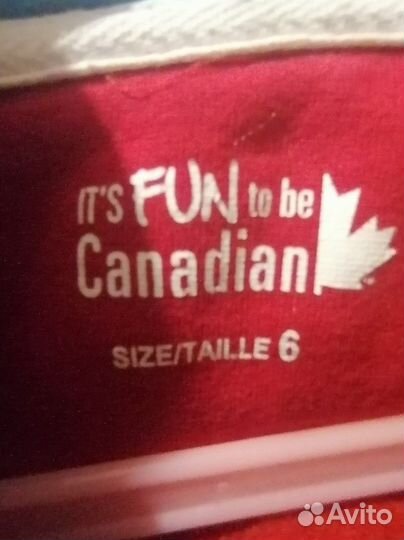 IT'S FUN to be
Canadian
SIZE/TAILLE 6
Avito